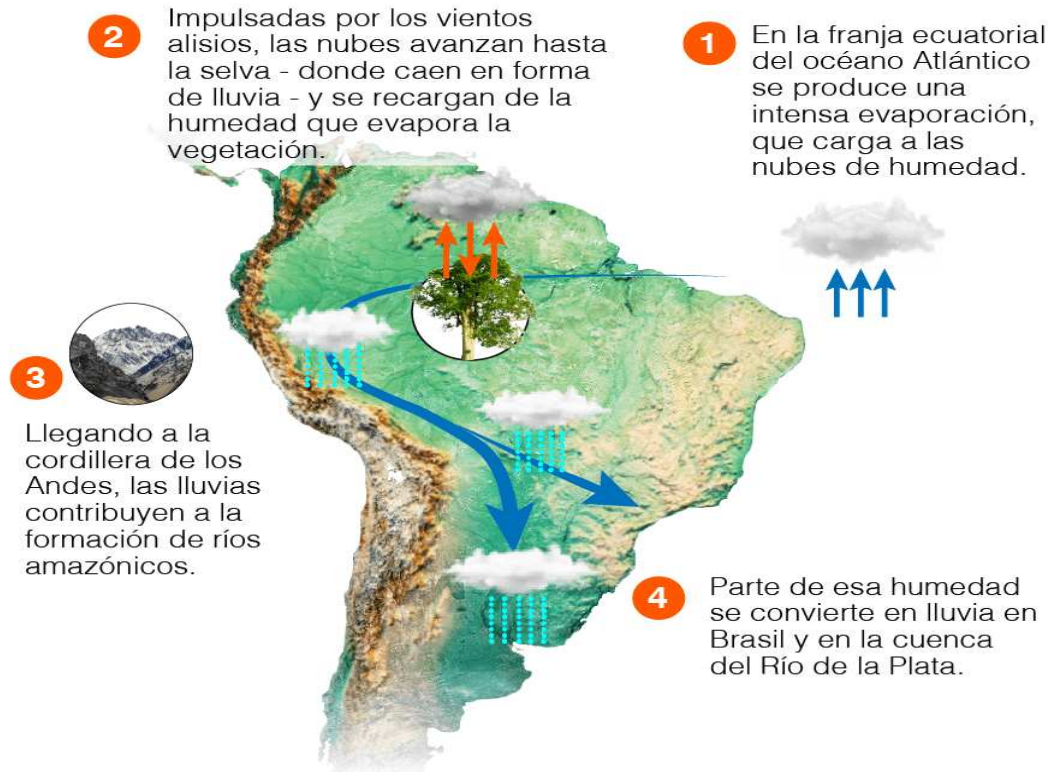 1
En la franja ecuatorial
del océano Atlántico
se produce una
intensa evaporación,
que carga a las
nubes de humedad.
2
Impulsadas por los vientos
alisios, las nubes avanzan hasta
la selva - donde caen en forma
de lluvia - y se recargan de la
humedad que evapora la
vegetación.
3
Llegando a la
cordillera de los
Andes, las lluvias
contribuyen a la
formación de ríos
amazónicos.
4
Parte de esa humedad
se convierte en lluvia en
Brasil y en la cuenca
del Río de la Plata.